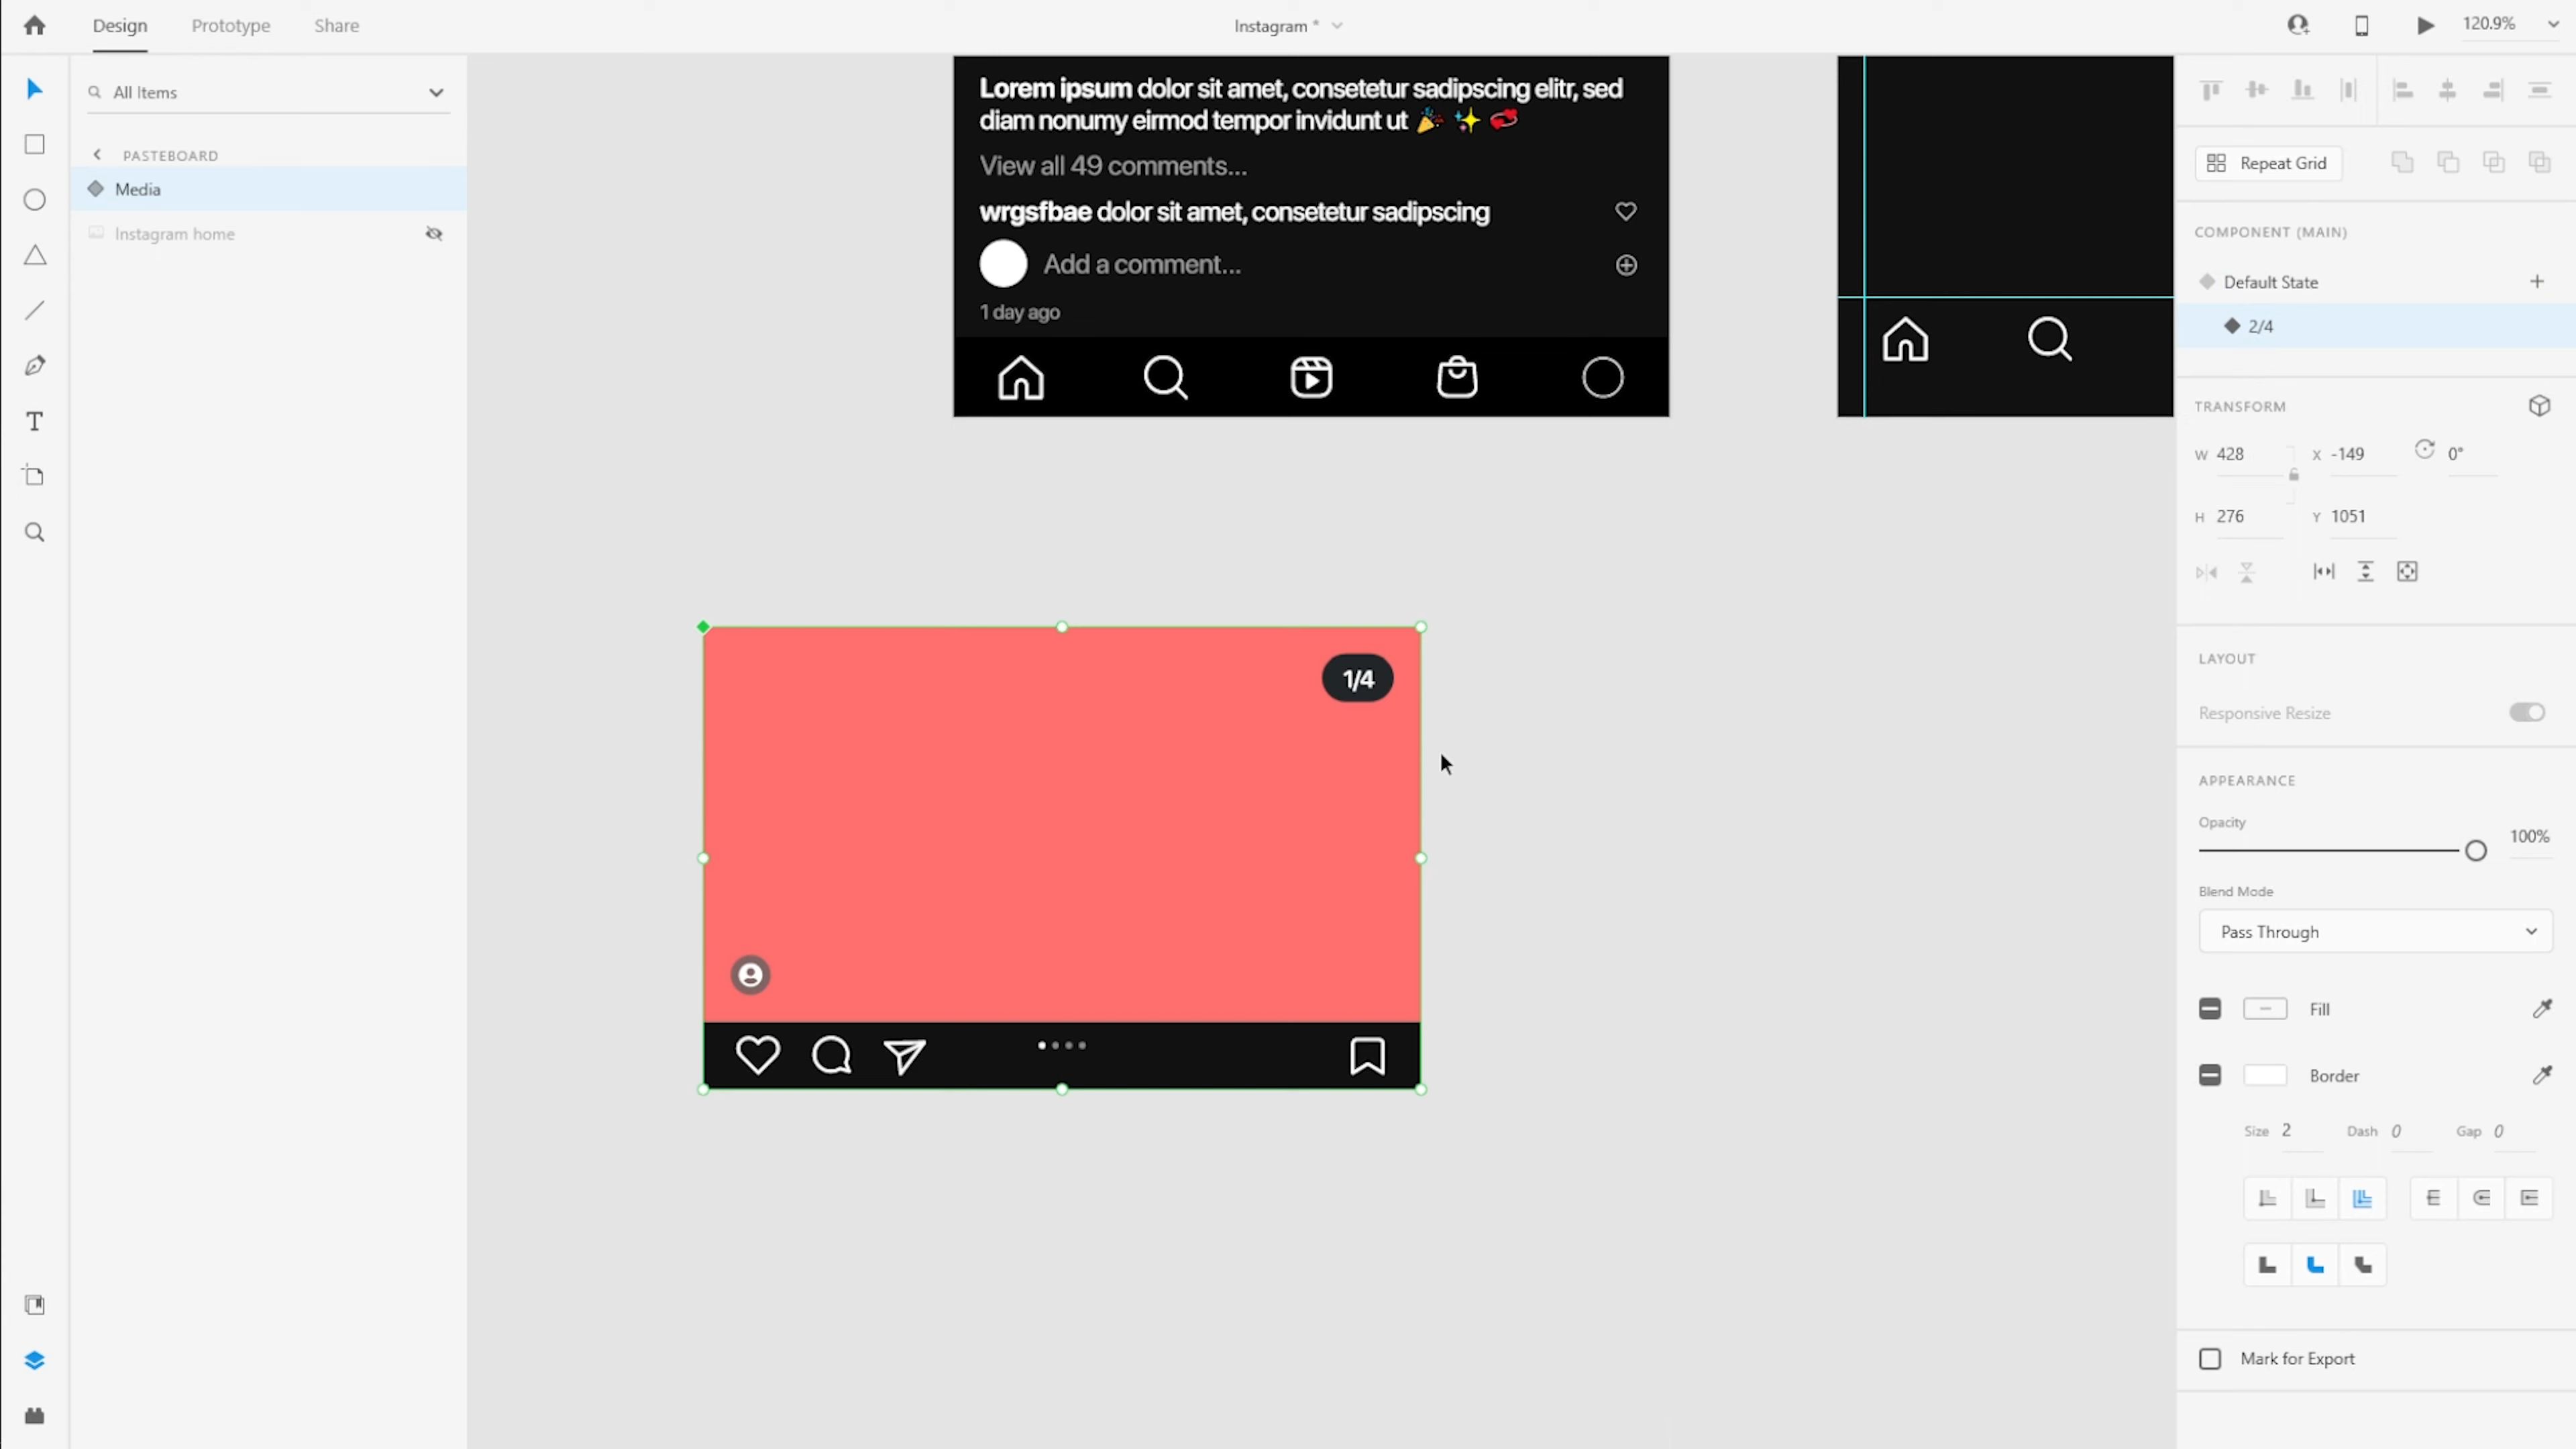 Design Prototype Share Instagram * 120.9%
All Items
PASTEBOARD
Media
Instagram home
Lorem ipsum dolor sit amet, consetetur sadipscing elitr, sed
diam nonumy eirmod tempor invidunt ut 🎉 ✨ 💞
View all 49 comments...
wrgsfbae dolor sit amet, consetetur sadipscing
Add a comment...
1 day ago
1/4
Repeat Grid
COMPONENT (MAIN)
Default State
2/4
TRANSFORM
W 428 X -149 0°
H 276 Y 1051
LAYOUT
Responsive Resize
APPEARANCE
Opacity
100%
Blend Mode
Pass Through
Fill
Border
Size 2 Dash 0 Gap 0
Mark for Export